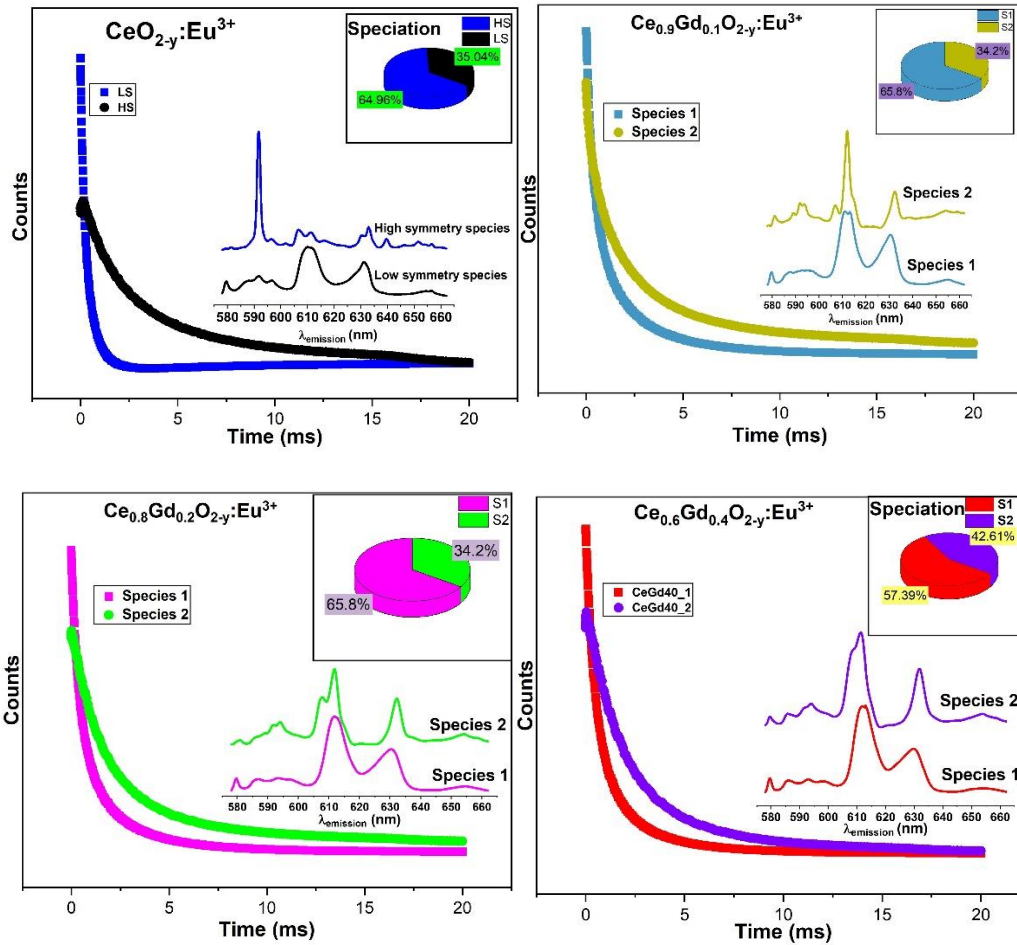 CeO2-y:Eu3+
Speciation
HS
LS
35.04%
64.96%
LS
HS
High symmetry species
Low symmetry species
580 590 600 610 620 630 640 650 660
λemission (nm)
Counts
0 5 10 15 20
Time (ms)
Ce0.9Gd0.1O2-y:Eu3+
S1
S2
34.2%
65.8%
Species 1
Species 2
Species 2
Species 1
580 590 600 610 620 630 640 650 660
λemission (nm)
Counts
0 5 10 15 20
Time (ms)
Ce0.8Gd0.2O2-y:Eu3+
S1
S2
34.2%
65.8%
Species 1
Species 2
Species 2
Species 1
580 590 600 610 620 630 640 650 660
λemission (nm)
Counts
0 5 10 15 20
Time (ms)
Ce0.6Gd0.4O2-y:Eu3+
Speciation
S1
S2
42.61%
57.39%
CeGd40_1
CeGd40_2
Species 2
Species 1
580 590 600 610 620 630 640 650 660
λemission (nm)
Counts
0 5 10 15 20
Time (ms)